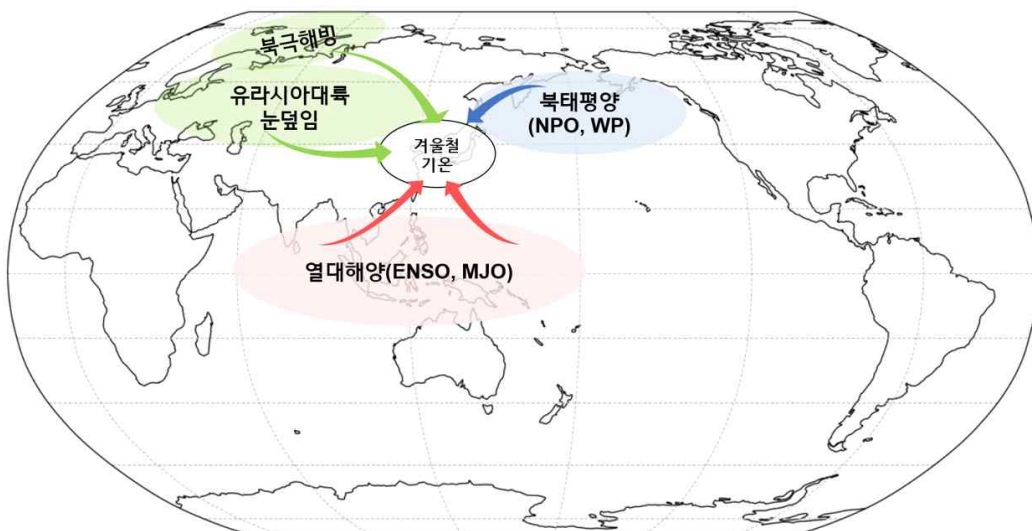 북극해빙
유라시아대륙
눈덮임
북태평양
(NPO, WP)
겨울철
기온
열대해양(ENSO, MJO)